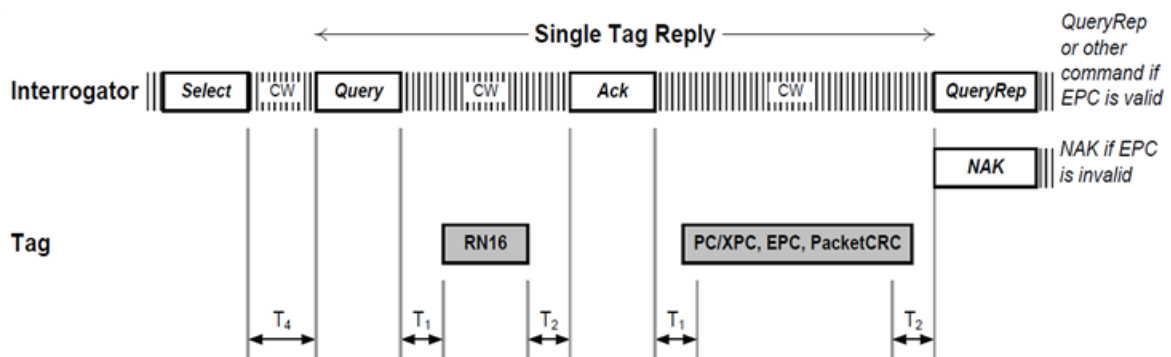 Single Tag Reply
QueryRep
or other
command if
EPC is valid
Interrogator
Select
CW
Query
CW
Ack
CW
QueryRep
NAK
NAK if EPC
is invalid
Tag
RN16
PC/XPC, EPC, PacketCRC
T4
T1
T2
T1
T2